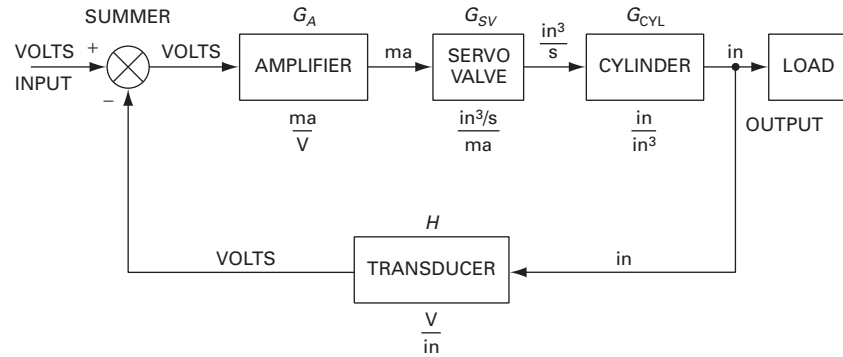 SUMMER
G_A
G_SV
G_CYL
VOLTS
+
VOLTS
AMPLIFIER
ma
SERVO
VALVE
in³
s
CYLINDER
in
LOAD
INPUT
−
ma
V
in³/s
ma
in
in³
OUTPUT
H
VOLTS
TRANSDUCER
in
V
in